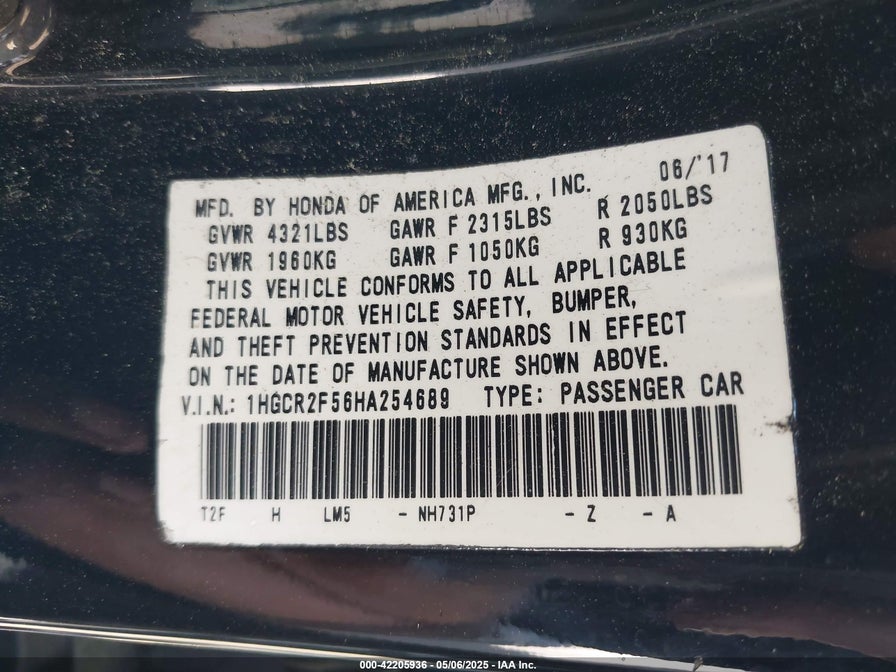 06/'17
MFD. BY HONDA OF AMERICA MFG., INC.
GVWR 4321LBS GAWR F 2315LBS R 2050LBS
GVWR 1960KG GAWR F 1050KG R 930KG
THIS VEHICLE CONFORMS TO ALL APPLICABLE
FEDERAL MOTOR VEHICLE SAFETY, BUMPER,
AND THEFT PREVENTION STANDARDS IN EFFECT
ON THE DATE OF MANUFACTURE SHOWN ABOVE.
V.I.N.: 1HGCR2F56HA254689 TYPE: PASSENGER CAR
T2F H LM5 - NH731P - Z - A
000-42205936 - 05/06/2025 - IAA Inc.